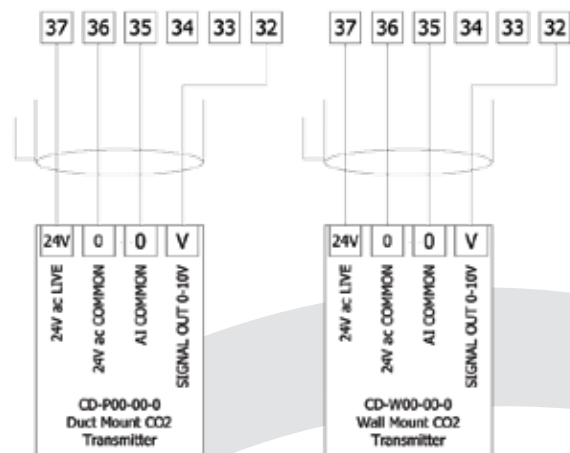 37 36 35 34 33 32
37 36 35 34 33 32
24V 0 0 V
24V ac LIVE
24V ac COMMON
AI COMMON
SIGNAL OUT 0-10V
CD-P00-00-0
Duct Mount CO2
Transmitter
24V 0 0 V
24V ac LIVE
24V ac COMMON
AI COMMON
SIGNAL OUT 0-10V
CD-W00-00-0
Wall Mount CO2
Transmitter